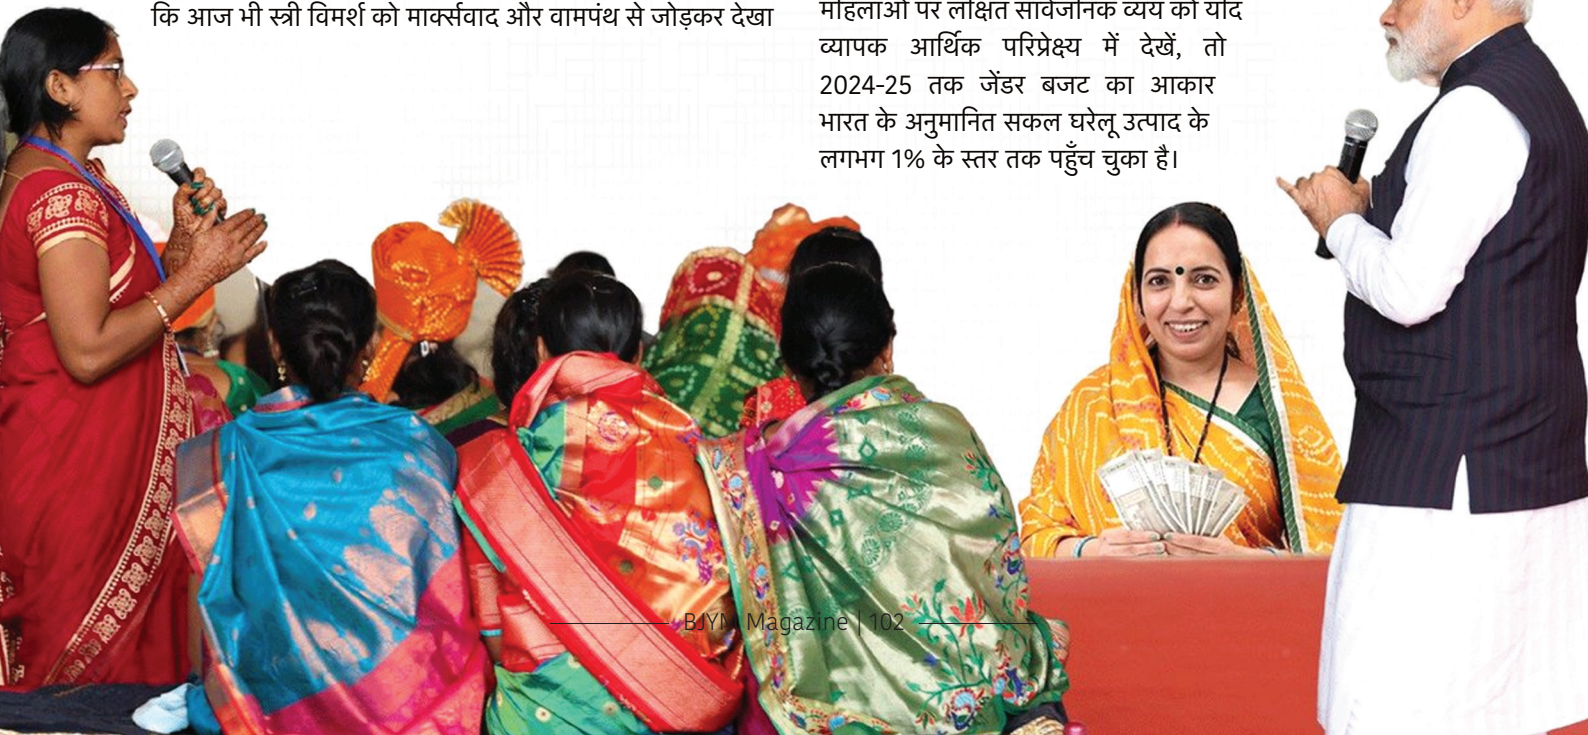 कि आज भी स्त्री विमर्श को मार्क्सवाद और वामपंथ से जोड़कर देखा
महिलाओं पर लक्षित सार्वजनिक व्यय को यदि
व्यापक आर्थिक परिप्रेक्ष्य में देखें, तो
2024-25 तक जेंडर बजट का आकार
भारत के अनुमानित सकल घरेलू उत्पाद के
लगभग 1% के स्तर तक पहुँच चुका है।
BJYM Magazine | 102